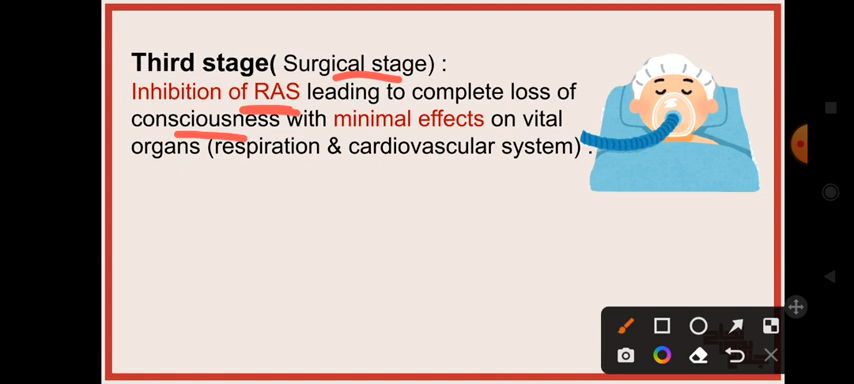 Third stage( Surgical stage) :
Inhibition of RAS leading to complete loss of
consciousness with minimal effects on vital
organs (respiration & cardiovascular system) .